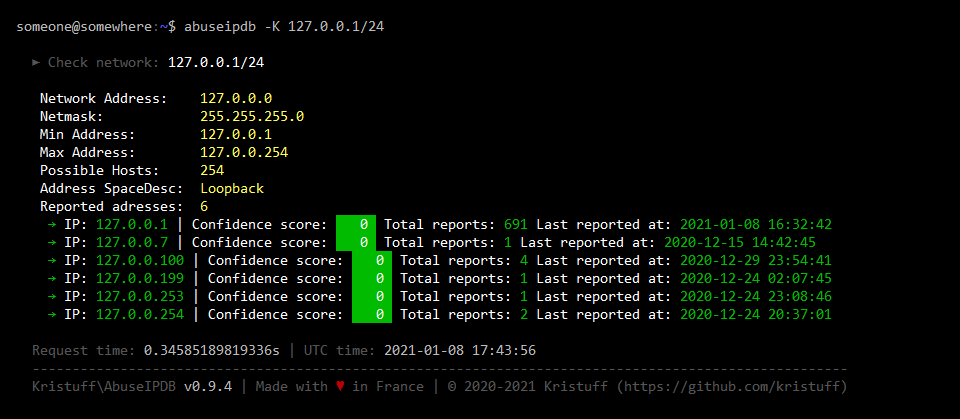 someone@somewhere:~$ abuseipdb -K 127.0.0.1/24
► Check network: 127.0.0.1/24
Network Address: 127.0.0.0
Netmask: 255.255.255.0
Min Address: 127.0.0.1
Max Address: 127.0.0.254
Possible Hosts: 254
Address SpaceDesc: Loopback
Reported adresses: 6
→ IP: 127.0.0.1 | Confidence score: 0 Total reports: 691 Last reported at: 2021-01-08 16:32:42
→ IP: 127.0.0.7 | Confidence score: 0 Total reports: 1 Last reported at: 2020-12-15 14:42:45
→ IP: 127.0.0.100 | Confidence score: 0 Total reports: 4 Last reported at: 2020-12-29 23:54:41
→ IP: 127.0.0.199 | Confidence score: 0 Total reports: 1 Last reported at: 2020-12-24 02:07:45
→ IP: 127.0.0.253 | Confidence score: 0 Total reports: 1 Last reported at: 2020-12-24 23:08:46
→ IP: 127.0.0.254 | Confidence score: 0 Total reports: 2 Last reported at: 2020-12-24 20:37:01
Request time: 0.34585189819336s | UTC time: 2021-01-08 17:43:56
------------------------------------------------------------------------------------------------------
Kristuff\AbuseIPDB v0.9.4 | Made with ♥ in France | © 2020-2021 Kristuff (https://github.com/kristuff)